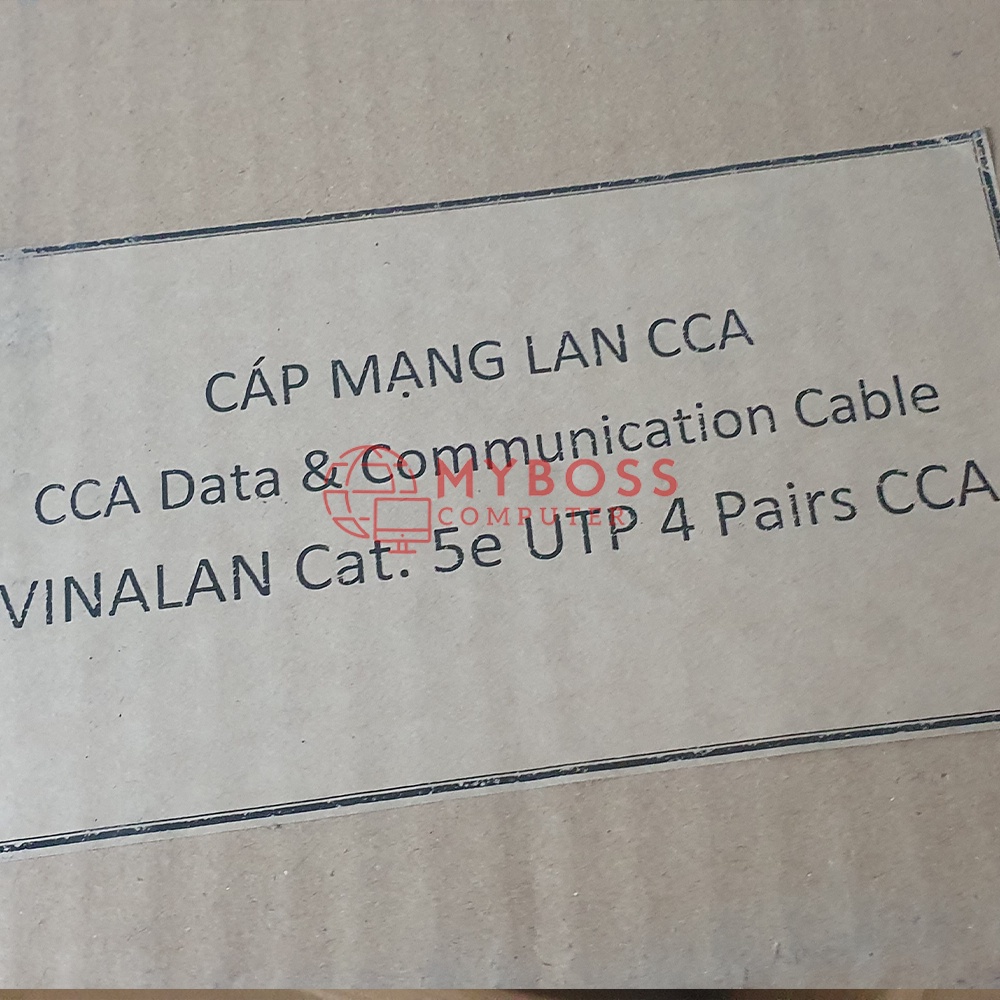 CÁP MẠNG LAN CCA
CCA Data & Communication Cable
VINALAN Cat. 5e UTP 4 Pairs CCA
MYBOSS
COMPUTER